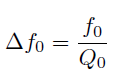 Δf₀ = f₀ / Q₀